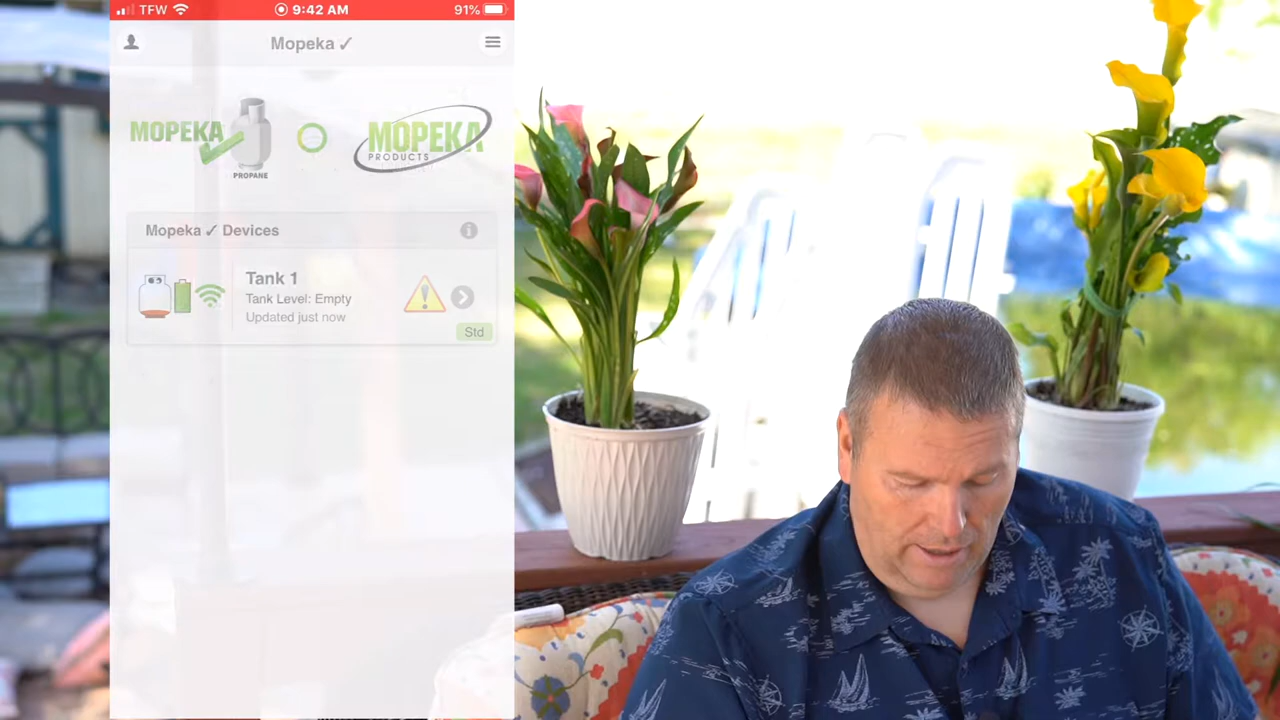 TFW 9:42 AM 91%
Mopeka ✓
MOPEKA
PROPANE
MOPEKA
PRODUCTS
Mopeka ✓ Devices
Tank 1
Tank Level: Empty
Updated just now
Std